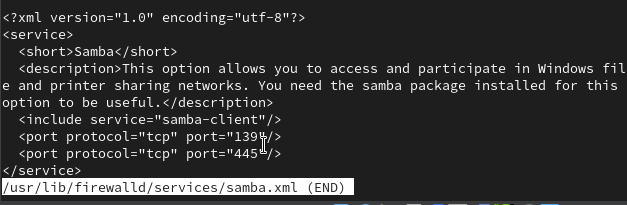 <?xml version="1.0" encoding="utf-8"?>
<service>
  <short>Samba</short>
  <description>This option allows you to access and participate in Windows fil
e and printer sharing networks. You need the samba package installed for this 
option to be useful.</description>
  <include service="samba-client"/>
  <port protocol="tcp" port="139"/>
  <port protocol="tcp" port="445"/>
</service>
/usr/lib/firewalld/services/samba.xml (END)